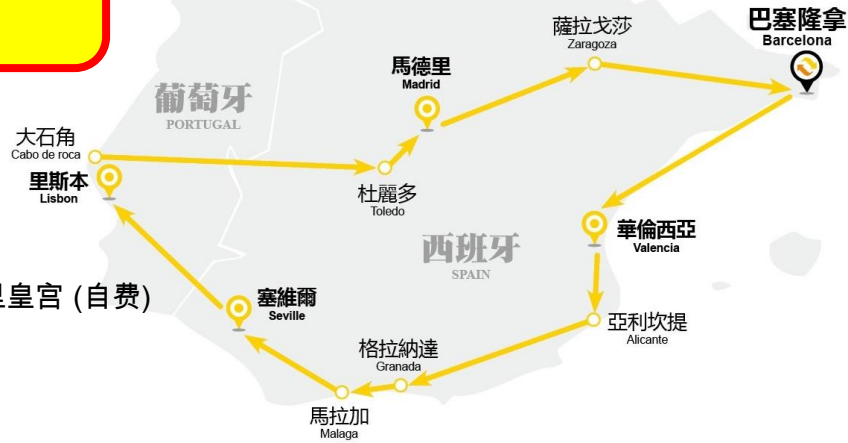 巴塞隆拿
Barcelona
薩拉戈莎
Zaragoza
馬德里
Madrid
葡萄牙
PORTUGAL
大石角
Cabo de roca
里斯本
Lisbon
杜麗多
Toledo
西班牙
SPAIN
華倫西亞
Valencia
皇宫 (自费)
塞維爾
Seville
亞利坎提
Alicante
格拉納達
Granada
馬拉加
Malaga